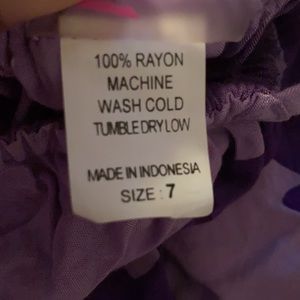 100% RAYON
MACHINE
WASH COLD
TUMBLE DRY LOW
MADE IN INDONESIA
SIZE : 7